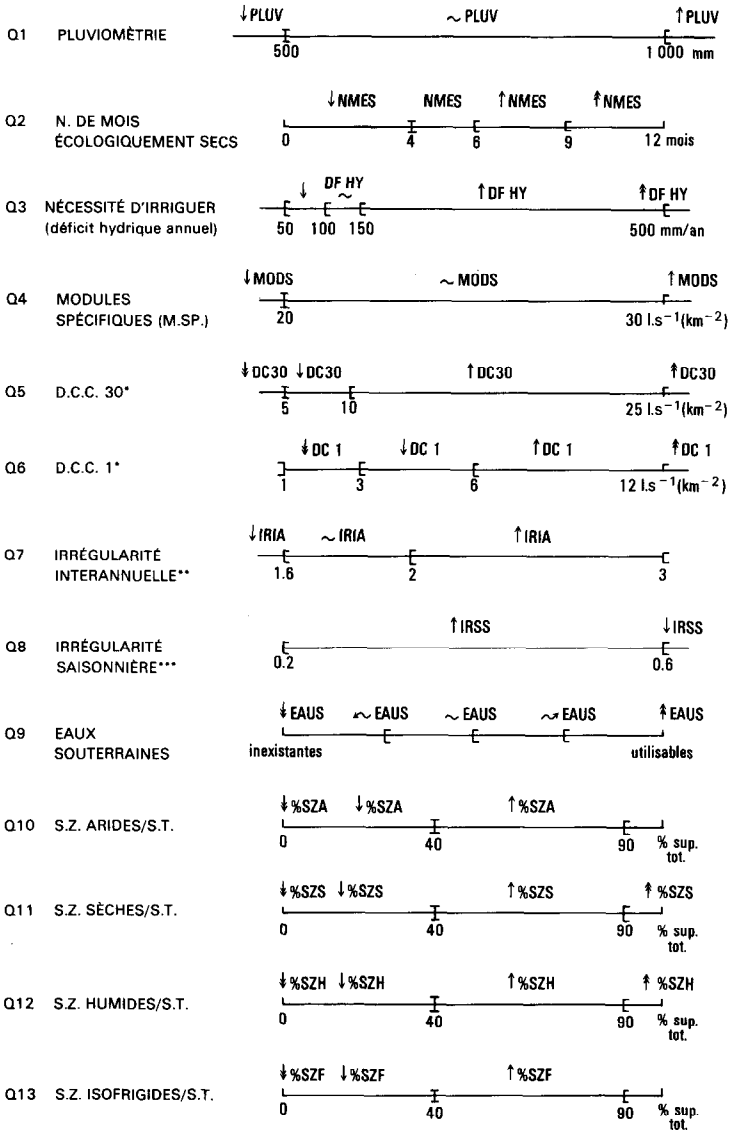 ↓PLUV ~PLUV ↑PLUV
Q1 PLUVIOMÈTRIE
500 1 000 mm
↓NMES NMES ↑NMES ↟NMES
Q2 N. DE MOIS
ÉCOLOGIQUEMENT SECS 0 4 6 9 12 mois
↓ DF HY ~ ↑DF HY ↟DF HY
Q3 NÉCESSITÉ D'IRRIGUER
(déficit hydrique annuel) 50 100 150 500 mm/an
↓MODS ~MODS ↑MODS
Q4 MODULES
SPÉCIFIQUES (M.SP.) 20 30 l.s⁻¹(km⁻²)
↡DC30 ↓DC30 ↑DC30 ↟DC30
Q5 D.C.C. 30*
5 10 25 l.s⁻¹(km⁻²)
↡DC 1 ↓DC 1 ↑DC 1 ↟DC 1
Q6 D.C.C. 1*
1 3 6 12 l.s⁻¹(km⁻²)
↓IRIA ~IRIA ↑IRIA
Q7 IRRÉGULARITÉ
INTERANNUELLE** 1.6 2 3
↑IRSS ↓IRSS
Q8 IRRÉGULARITÉ
SAISONNIÈRE*** 0.2 0.6
↡EAUS ↜EAUS ~EAUS ↝EAUS ↟EAUS
Q9 EAUX
SOUTERRAINES inexistantes utilisables
↡%SZA ↓%SZA ↑%SZA
Q10 S.Z. ARIDES/S.T.
0 40 90 % sup.
tot.
↡%SZS ↓%SZS ↑%SZS ↟%SZS
Q11 S.Z. SÈCHES/S.T.
0 40 90 % sup.
tot.
↡%SZH ↓%SZH ↑%SZH ↟%SZH
Q12 S.Z. HUMIDES/S.T.
0 40 90 % sup.
tot.
↡%SZF ↓%SZF ↑%SZF
Q13 S.Z. ISOFRIGIDES/S.T.
0 40 90 % sup.
tot.